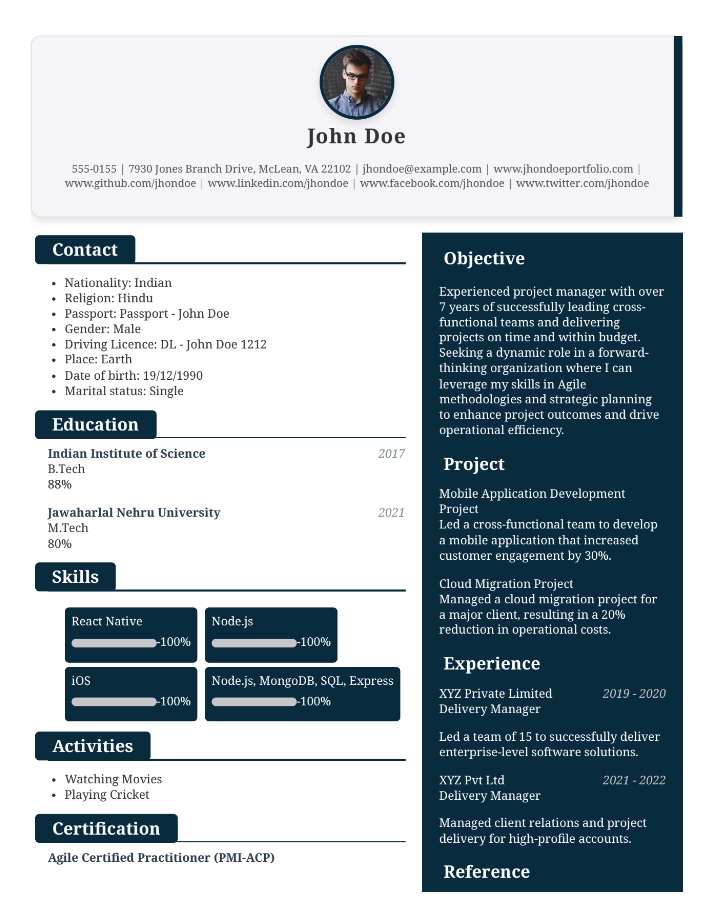 John Doe
555-0155 | 7930 Jones Branch Drive, McLean, VA 22102 | jhondoe@example.com | www.jhondoeportfolio.com |
www.github.com/jhondoe | www.linkedin.com/jhondoe | www.facebook.com/jhondoe | www.twitter.com/jhondoe
Contact
• Nationality: Indian
• Religion: Hindu
• Passport: Passport - John Doe
• Gender: Male
• Driving Licence: DL - John Doe 1212
• Place: Earth
• Date of birth: 19/12/1990
• Marital status: Single
Education
Indian Institute of Science 2017
B.Tech
88%
Jawaharlal Nehru University 2021
M.Tech
80%
Skills
React Native
-100%
Node.js
-100%
iOS
-100%
Node.js, MongoDB, SQL, Express
-100%
Activities
• Watching Movies
• Playing Cricket
Certification
Agile Certified Practitioner (PMI-ACP)
Objective
Experienced project manager with over
7 years of successfully leading cross-
functional teams and delivering
projects on time and within budget.
Seeking a dynamic role in a forward-
thinking organization where I can
leverage my skills in Agile
methodologies and strategic planning
to enhance project outcomes and drive
operational efficiency.
Project
Mobile Application Development
Project
Led a cross-functional team to develop
a mobile application that increased
customer engagement by 30%.
Cloud Migration Project
Managed a cloud migration project for
a major client, resulting in a 20%
reduction in operational costs.
Experience
XYZ Private Limited 2019 - 2020
Delivery Manager
Led a team of 15 to successfully deliver
enterprise-level software solutions.
XYZ Pvt Ltd 2021 - 2022
Delivery Manager
Managed client relations and project
delivery for high-profile accounts.
Reference